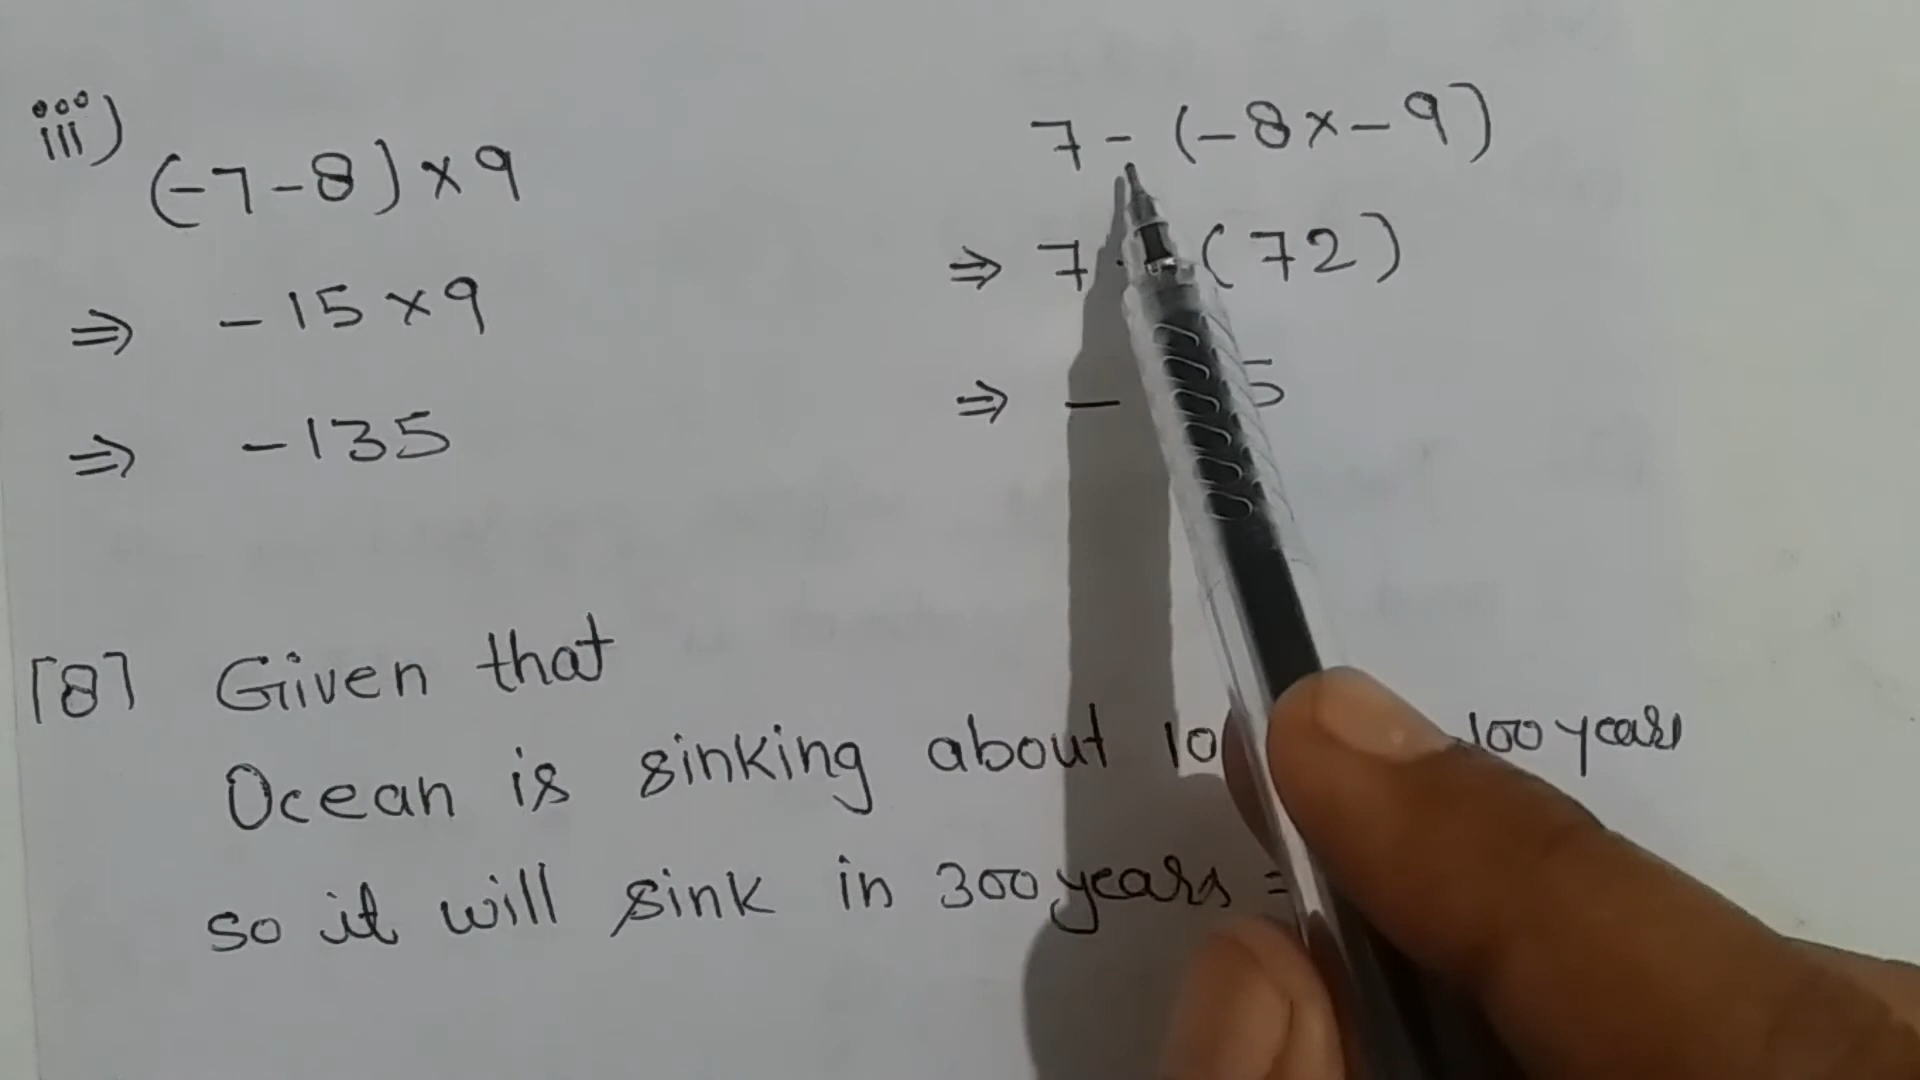 iii) (-7-8)×9
⇒ -15×9
⇒ -135
7-(-8×-9)
⇒ 7 (72)
⇒ - 5
[8] Given that
Ocean is sinking about 10 100 years
so it will sink in 300 years =